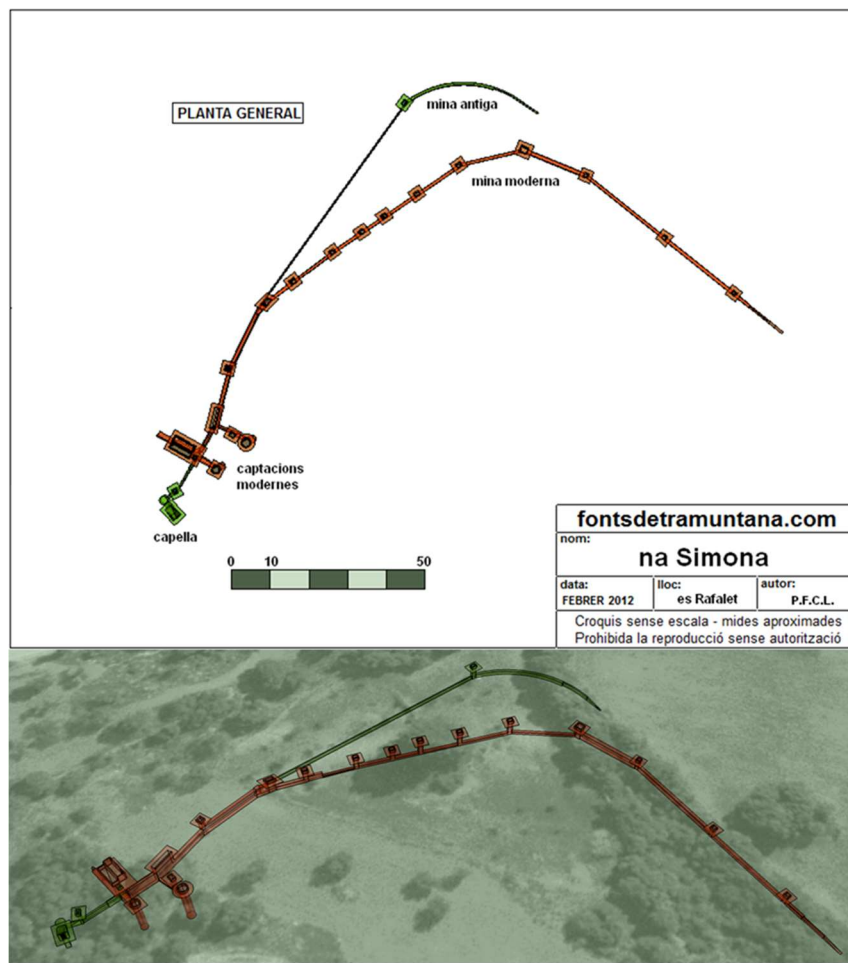 PLANTA GENERAL
mina antiga
mina moderna
captacions
modernes
capella
0 10 50
fontsdetramuntana.com
nom:
na Simona
data:
FEBRER 2012
lloc:
es Rafalet
autor:
P.F.C.L.
Croquis sense escala - mides aproximades
Prohibida la reproducció sense autorització